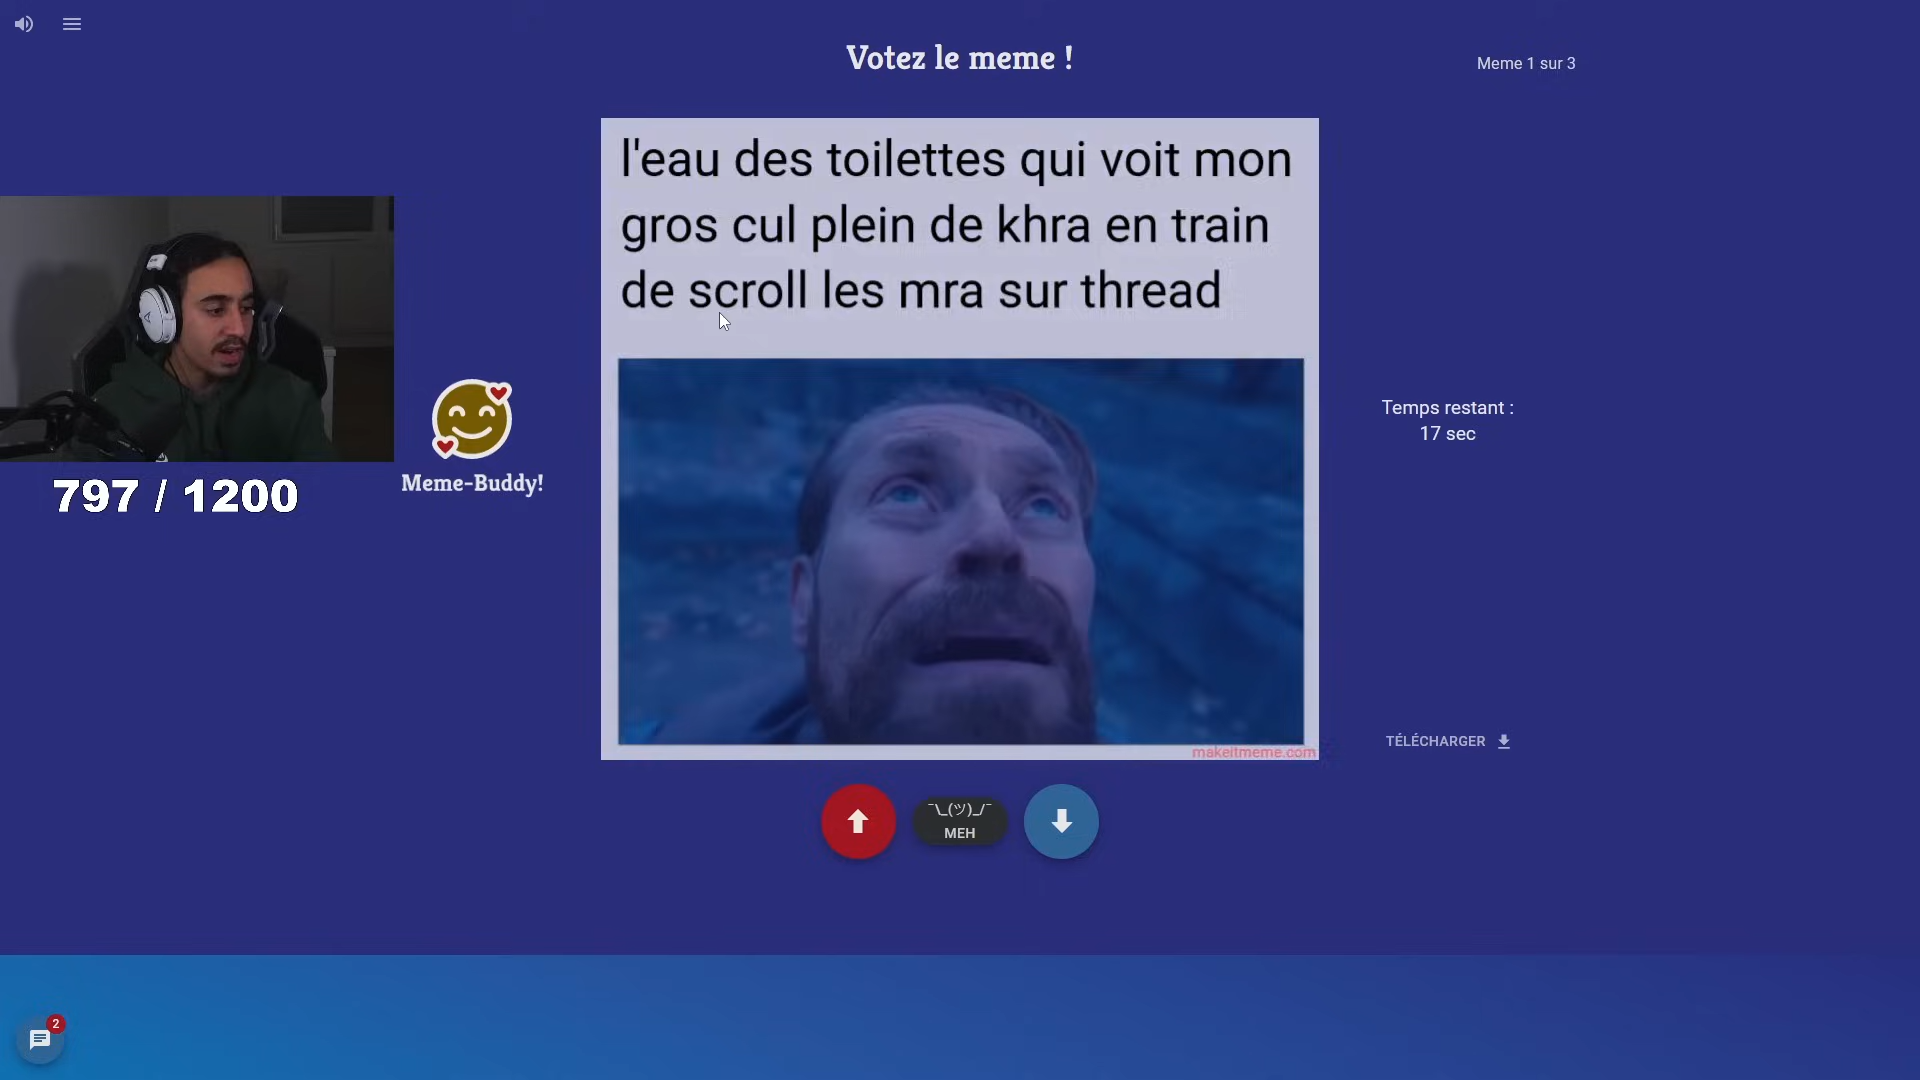 Votez le meme !
Meme 1 sur 3
l'eau des toilettes qui voit mon
gros cul plein de khra en train
de scroll les mra sur thread
Meme-Buddy!
797 / 1200
Temps restant :
17 sec
makeitmeme.com
TÉLÉCHARGER
¯\_(ツ)_/¯
MEH
2